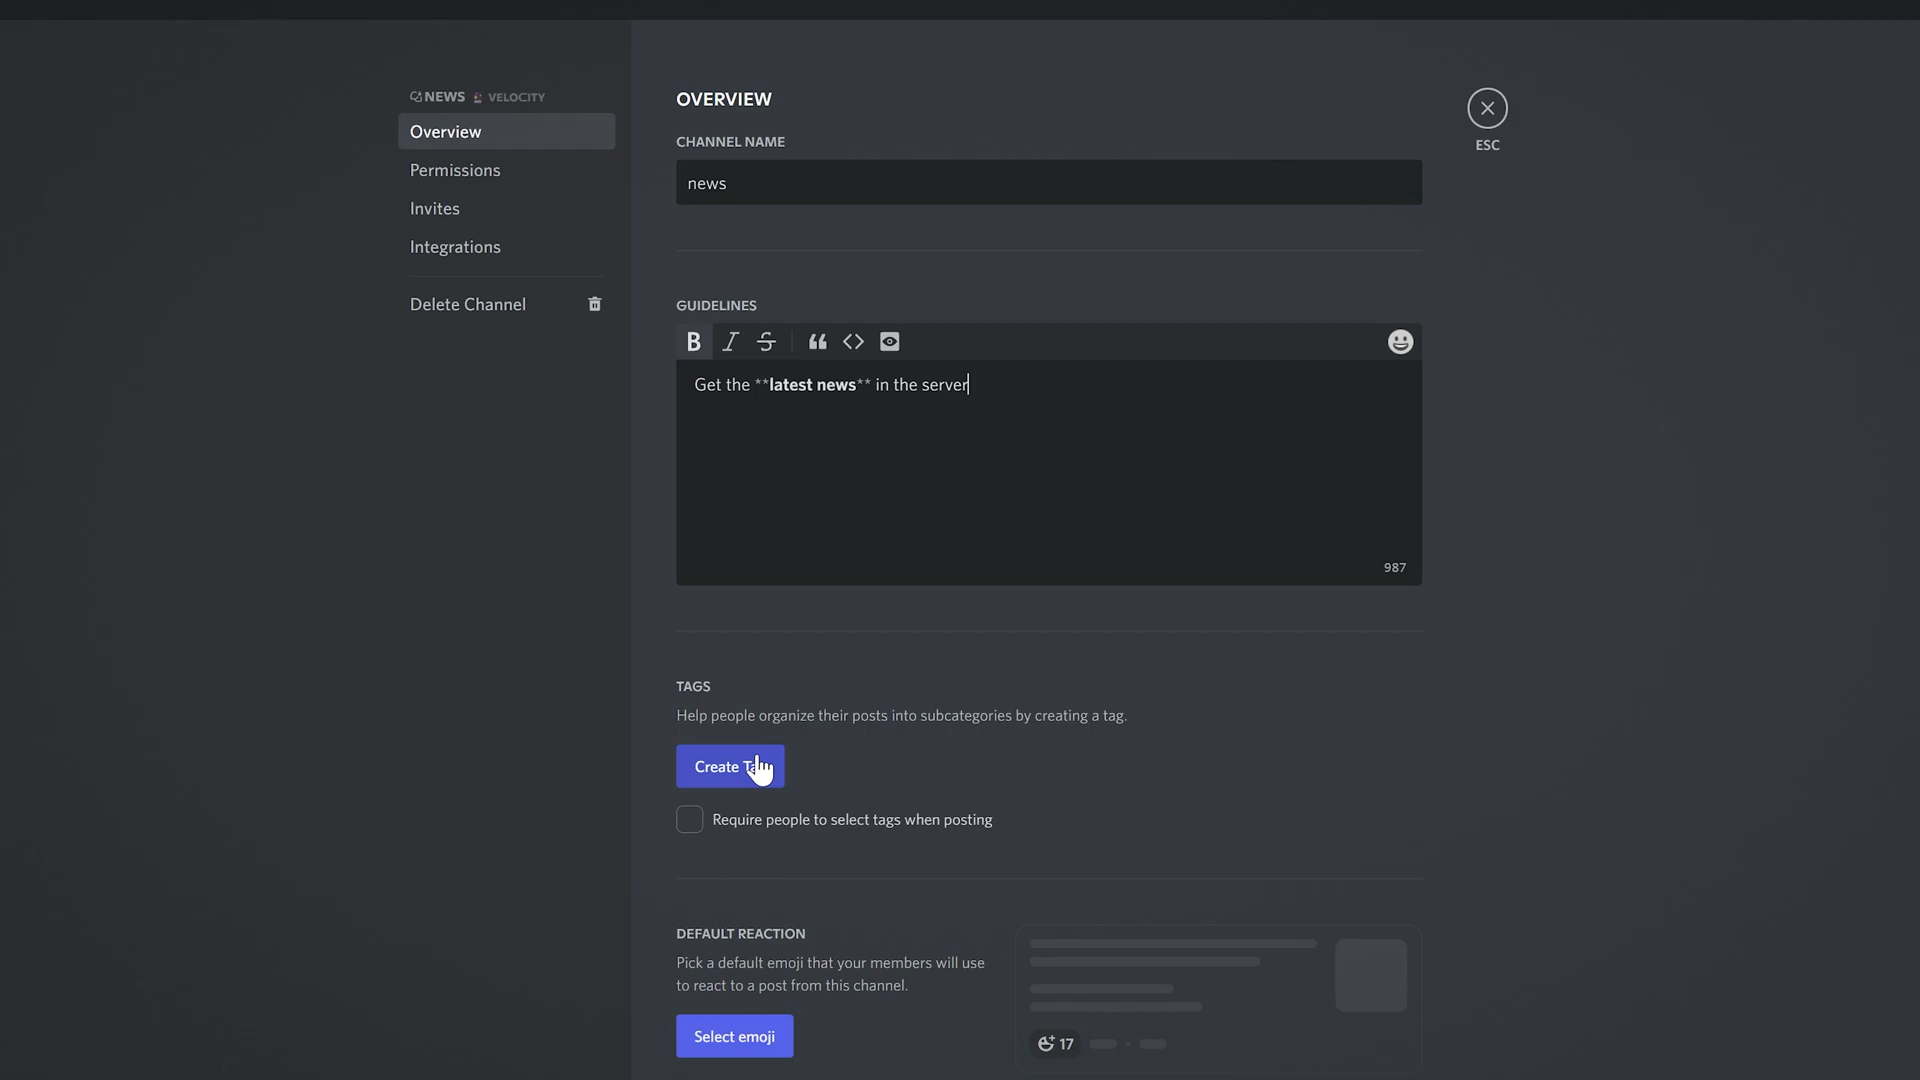 NEWS VELOCITY
Overview
Permissions
Invites
Integrations
Delete Channel
OVERVIEW
CHANNEL NAME
news
ESC
GUIDELINES
B I S
Get the **latest news** in the server
987
TAGS
Help people organize their posts into subcategories by creating a tag.
Create
Require people to select tags when posting
DEFAULT REACTION
Pick a default emoji that your members will use
to react to a post from this channel.
Select emoji
17